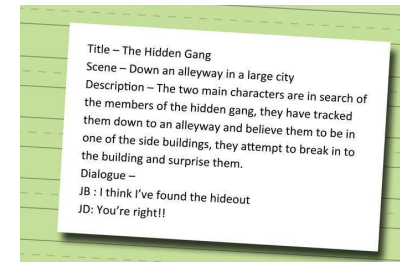 Title – The Hidden Gang
Scene – Down an alleyway in a large city
Description – The two main characters are in search of
the members of the hidden gang, they have tracked
them down to an alleyway and believe them to be in
one of the side buildings, they attempt to break in to
the building and surprise them.
Dialogue –
JB : I think I've found the hideout
JD: You're right!!